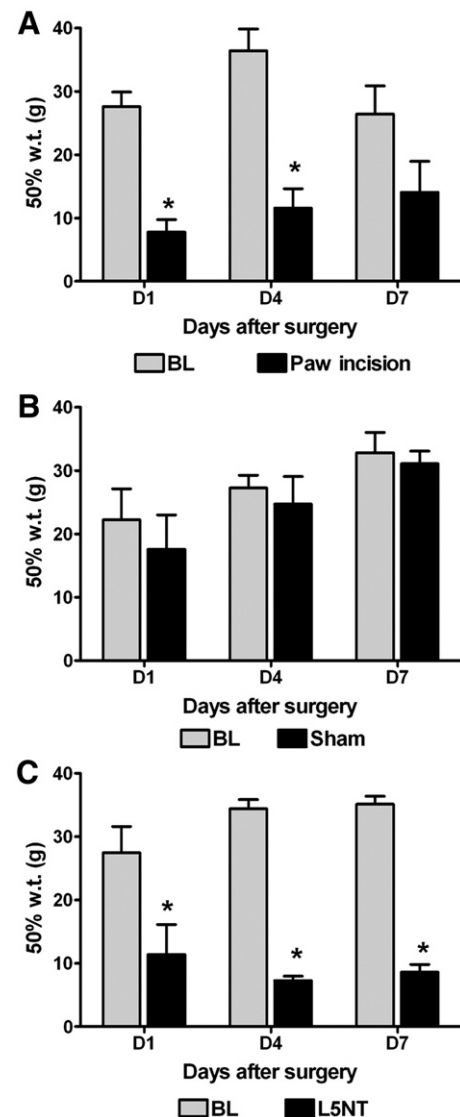 A
50% w.t. (g)
40
30
20
10
0
* *
D1 D4 D7
Days after surgery
BL Paw incision
B
50% w.t. (g)
40
30
20
10
0
D1 D4 D7
Days after surgery
BL Sham
C
50% w.t. (g)
40
30
20
10
0
* * *
D1 D4 D7
Days after surgery
BL L5NT